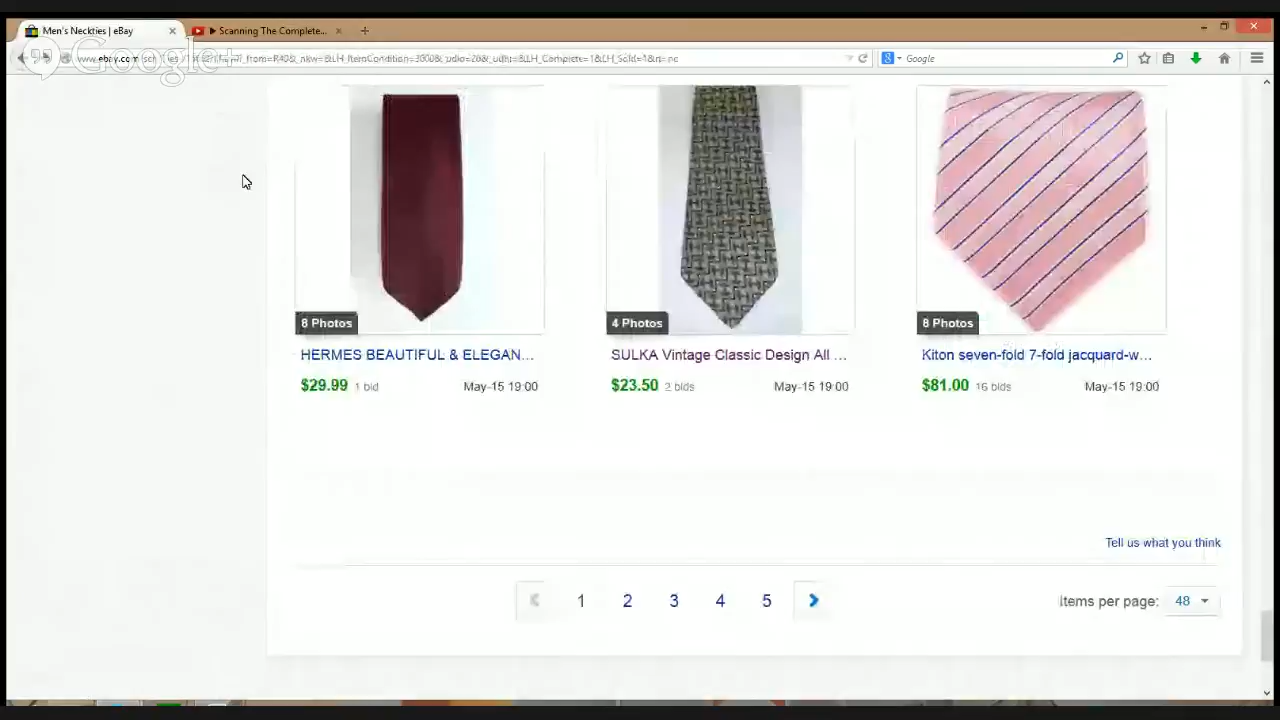 Men's Neckties | eBay
Scanning The Complete...
Google+
www.ebay.com
Google
8 Photos
4 Photos
8 Photos
HERMES BEAUTIFUL & ELEGAN...
SULKA Vintage Classic Design All ...
Kiton seven-fold 7-fold jacquard-w...
$29.99 1 bid May-15 19:00
$23.50 2 bids May-15 19:00
$81.00 16 bids May-15 19:00
Tell us what you think
1 2 3 4 5
Items per page: 48